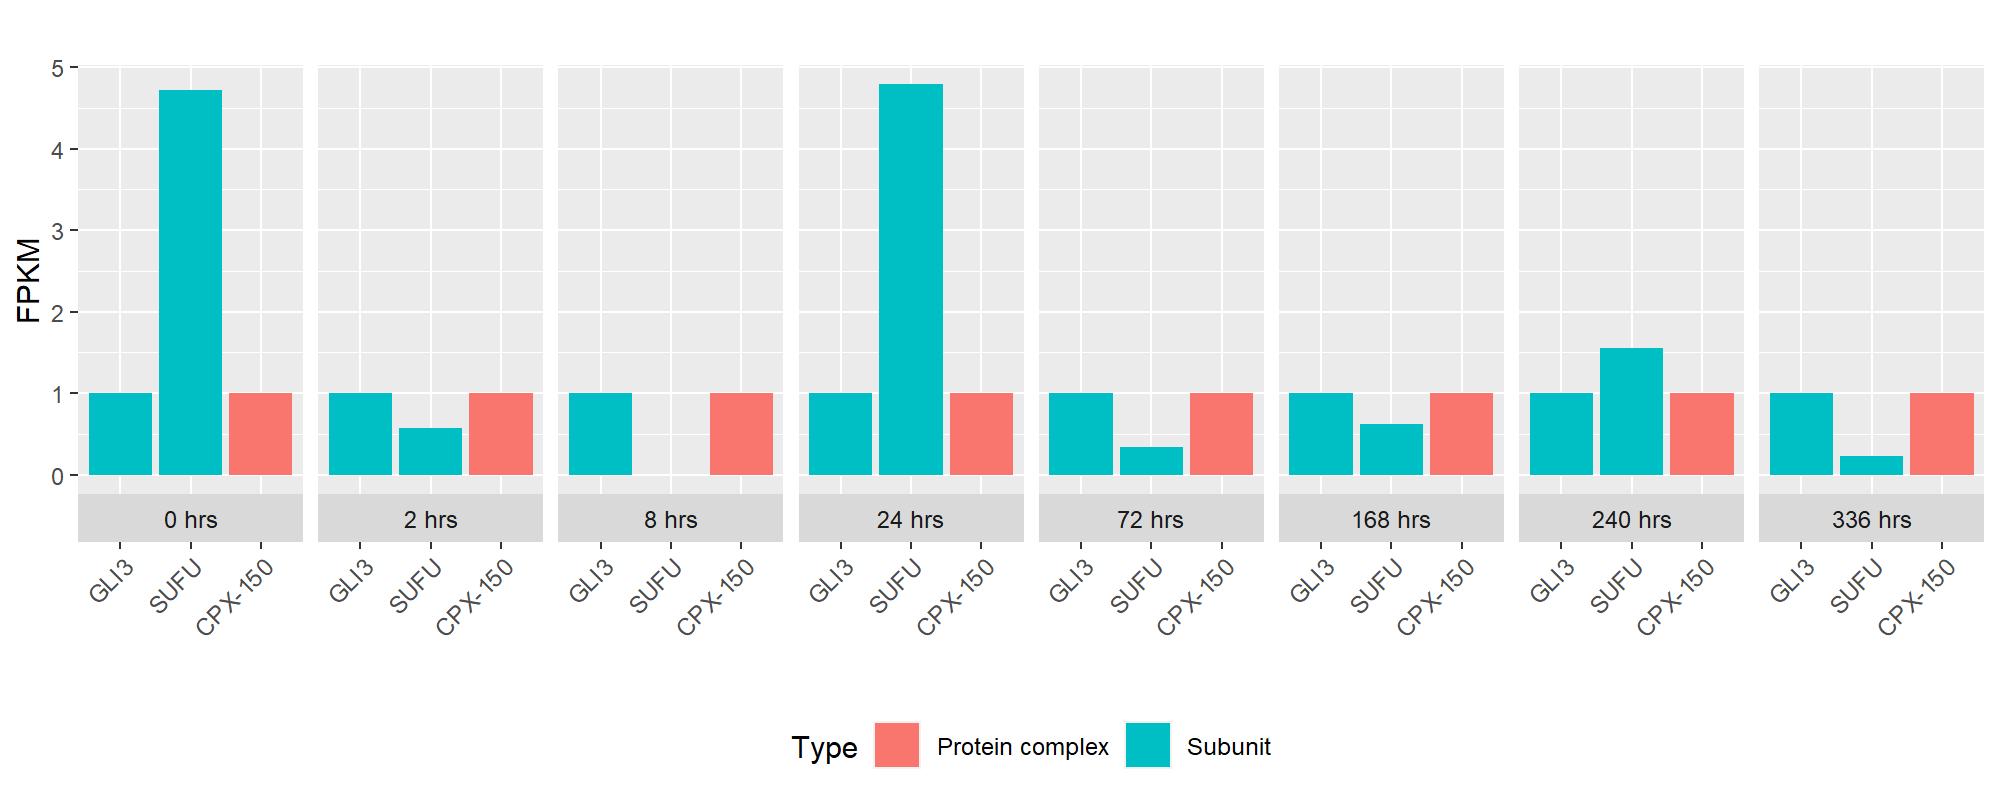 FPKM
5
4
3
2
1
0
0 hrs 2 hrs 8 hrs 24 hrs 72 hrs 168 hrs 240 hrs 336 hrs
GLI3 SUFU CPX-150 GLI3 SUFU CPX-150 GLI3 SUFU CPX-150 GLI3 SUFU CPX-150 GLI3 SUFU CPX-150 GLI3 SUFU CPX-150 GLI3 SUFU CPX-150 GLI3 SUFU CPX-150
Type Protein complex Subunit